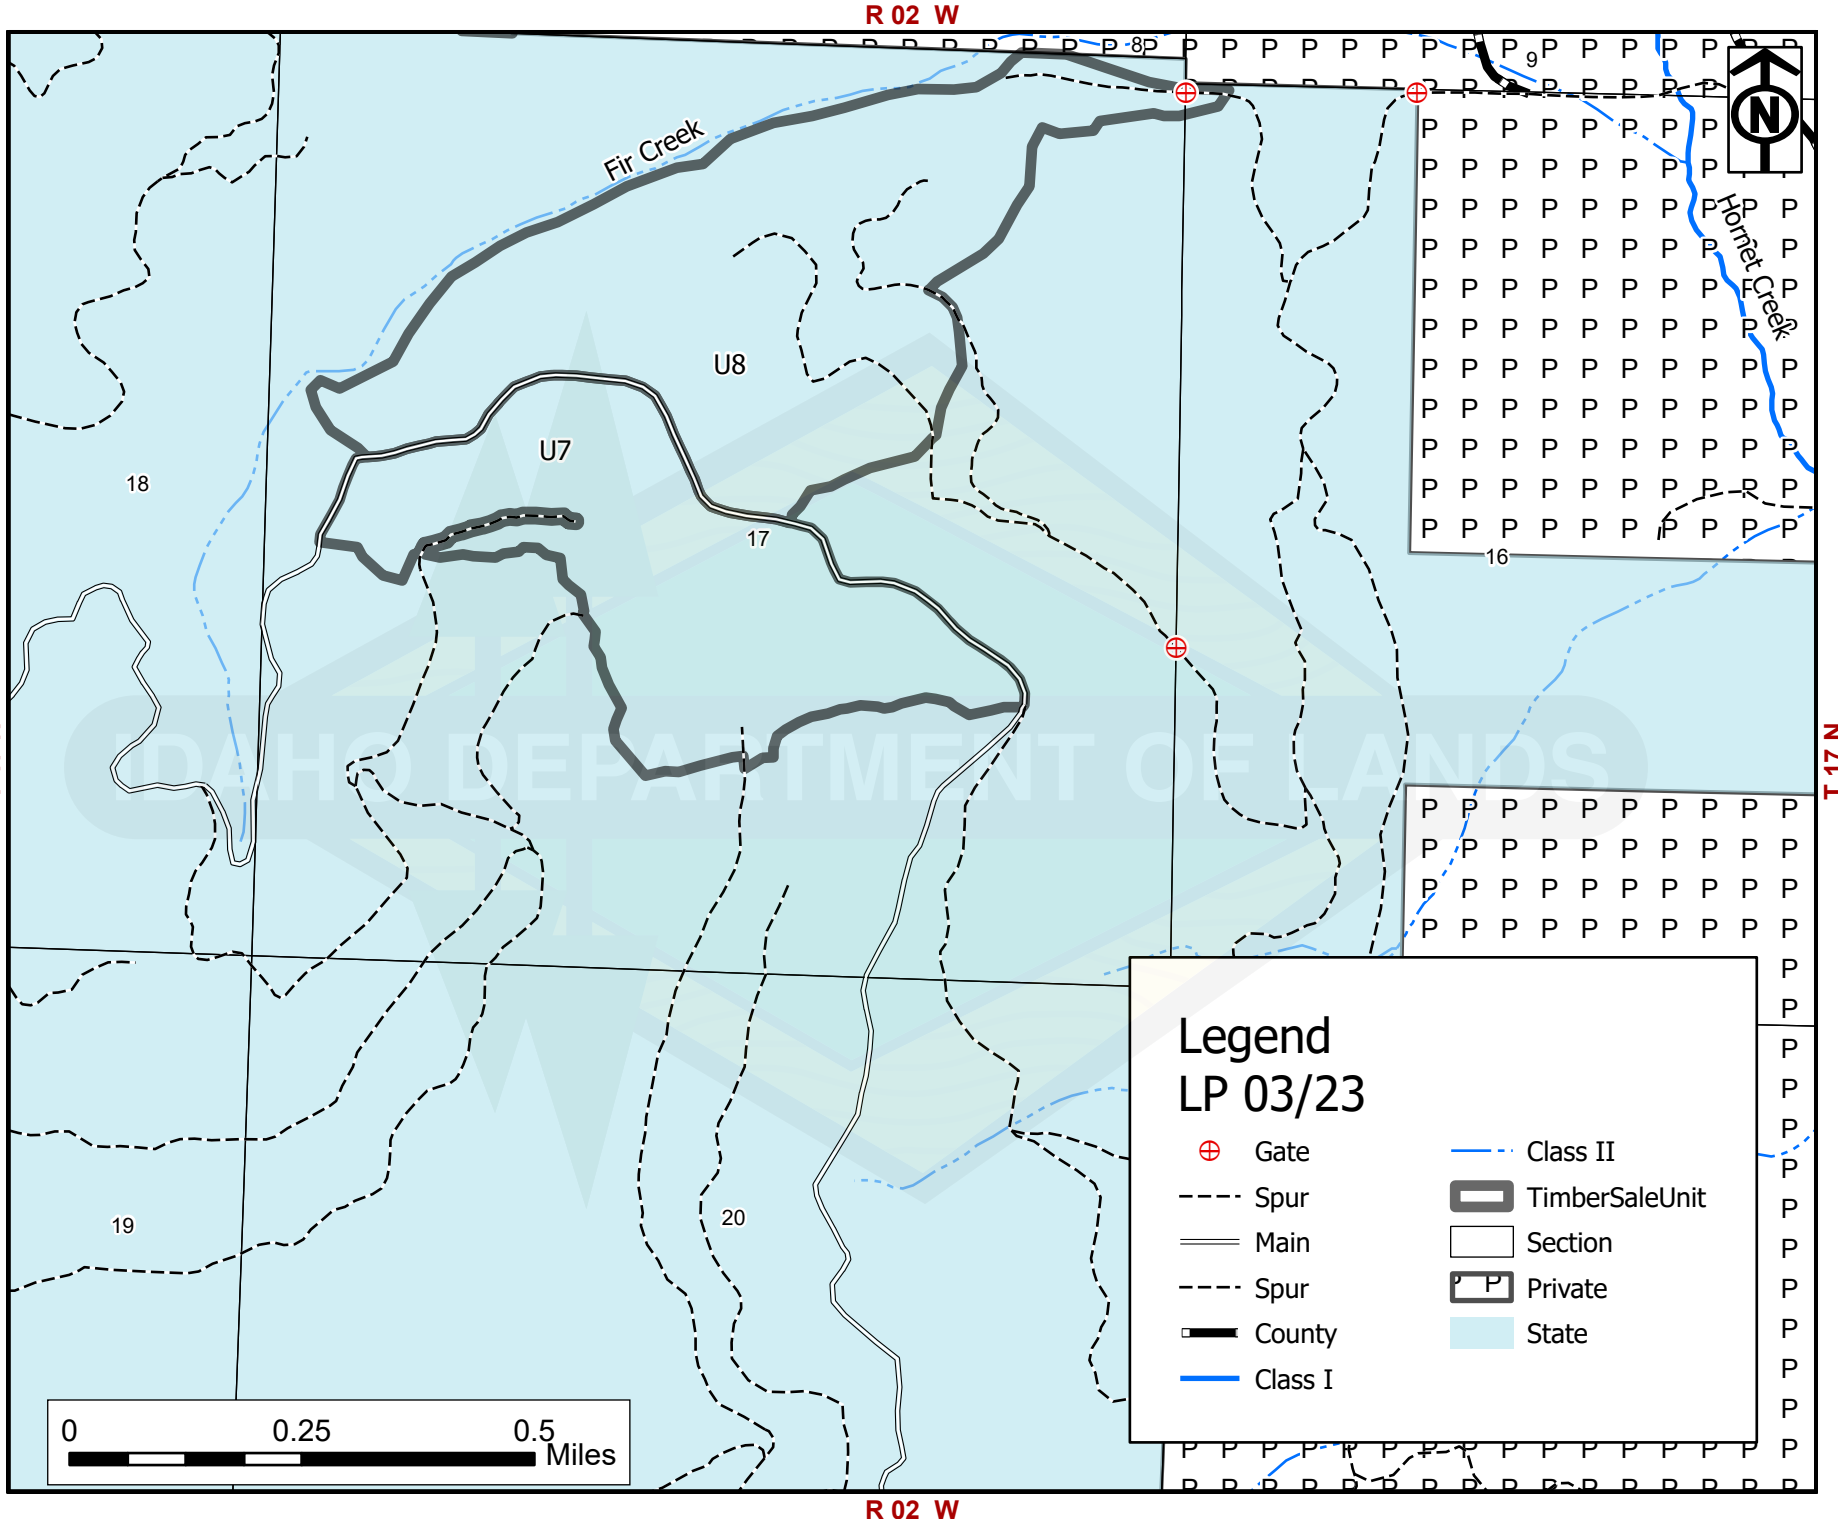 R 02 W
8
9
Fir Creek
Hornet Creek
N
U8
U7
18
17
16
T 17 N
IDAHO DEPARTMENT OF LANDS
Legend
LP 03/23
Gate
Spur
Main
Spur
County
Class I
Class II
TimberSaleUnit
Section
P P Private
State
19
20
0 0.25 0.5
Miles
R 02 W